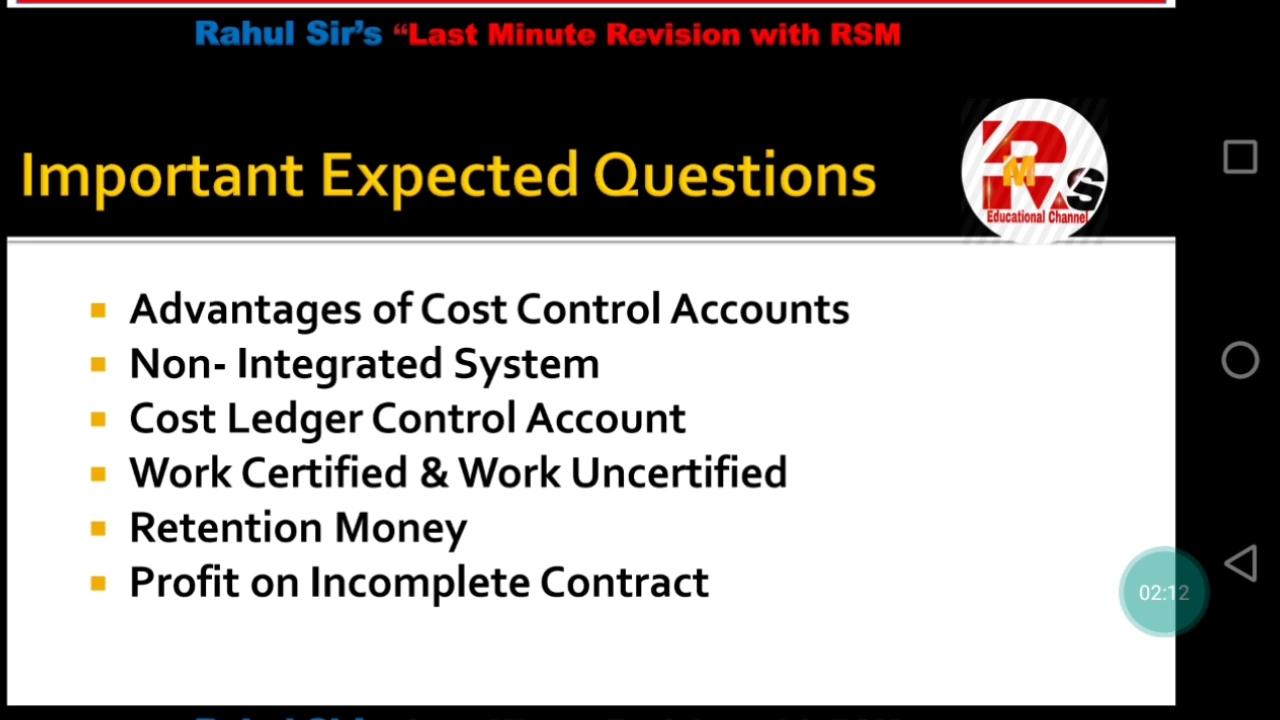 Rahul Sir’s “Last Minute Revision with RSM
Important Expected Questions
R M S
Educational Channel
Advantages of Cost Control Accounts
Non- Integrated System
Cost Ledger Control Account
Work Certified & Work Uncertified
Retention Money
Profit on Incomplete Contract
02:12